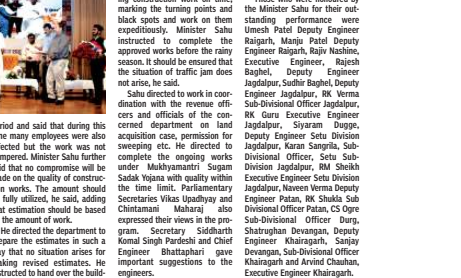 riod and said that during this
me many employees were also
fected but the work was not
mpered. Minister Sahu further
id that no compromise will be
ade on the quality of construc-
on works. The amount should
fully utilized, he said, adding
at estimation should be based
the amount of work.
He directed the department to
epare the estimates in such a
ay that no situation arises for
aking revised estimates. He
structed to hand over the build-
ing construction work on time,
marking the turning points and
black spots and work on them
expeditiously. Minister Sahu
instructed to complete the
approved works before the rainy
season. It should be ensured that
the situation of traffic jam does
not arise, he said.
Sahu directed to work in coor-
dination with the revenue offi-
cers and officials of the con-
cerned department on land
acquisition case, permission for
sweeping etc. He directed to
complete the ongoing works
under Mukhyamantri Sugam
Sadak Yojana with quality within
the time limit. Parliamentary
Secretaries Vikas Upadhyay and
Chintamani Maharaj also
expressed their views in the pro-
gram. Secretary Siddharth
Komal Singh Pardeshi and Chief
Engineer Bhattaphari gave
important suggestions to the
engineers.
Those who were honoured by
the Minister Sahu for their out-
standing performance were
Umesh Patel Deputy Engineer
Raigarh, Manju Patel Deputy
Engineer Raigarh, Rajiv Nashine,
Executive Engineer, Rajesh
Baghel, Deputy Engineer
Jagdalpur, Sudhir Baghel, Deputy
Engineer Jagdalpur, RK Verma
Sub-Divisional Officer Jagdalpur,
RK Guru Executive Engineer
Jagdalpur, Siyaram Dugge,
Deputy Engineer Setu Division
Jagdalpur, Karan Sangrila, Sub-
Divisional Officer, Setu Sub-
Division Jagdalpur, RM Sheikh
Executive Engineer Setu Division
Jagdalpur, Naveen Verma Deputy
Engineer Patan, RK Shukla Sub
Divisional Officer Patan, CS Ogre
Sub-Divisional Officer Durg,
Shatrughan Devangan, Deputy
Engineer Khairagarh, Sanjay
Devangan, Sub-Divisional Officer
Khairagarh and Arvind Chauhan,
Executive Engineer Khairagarh.